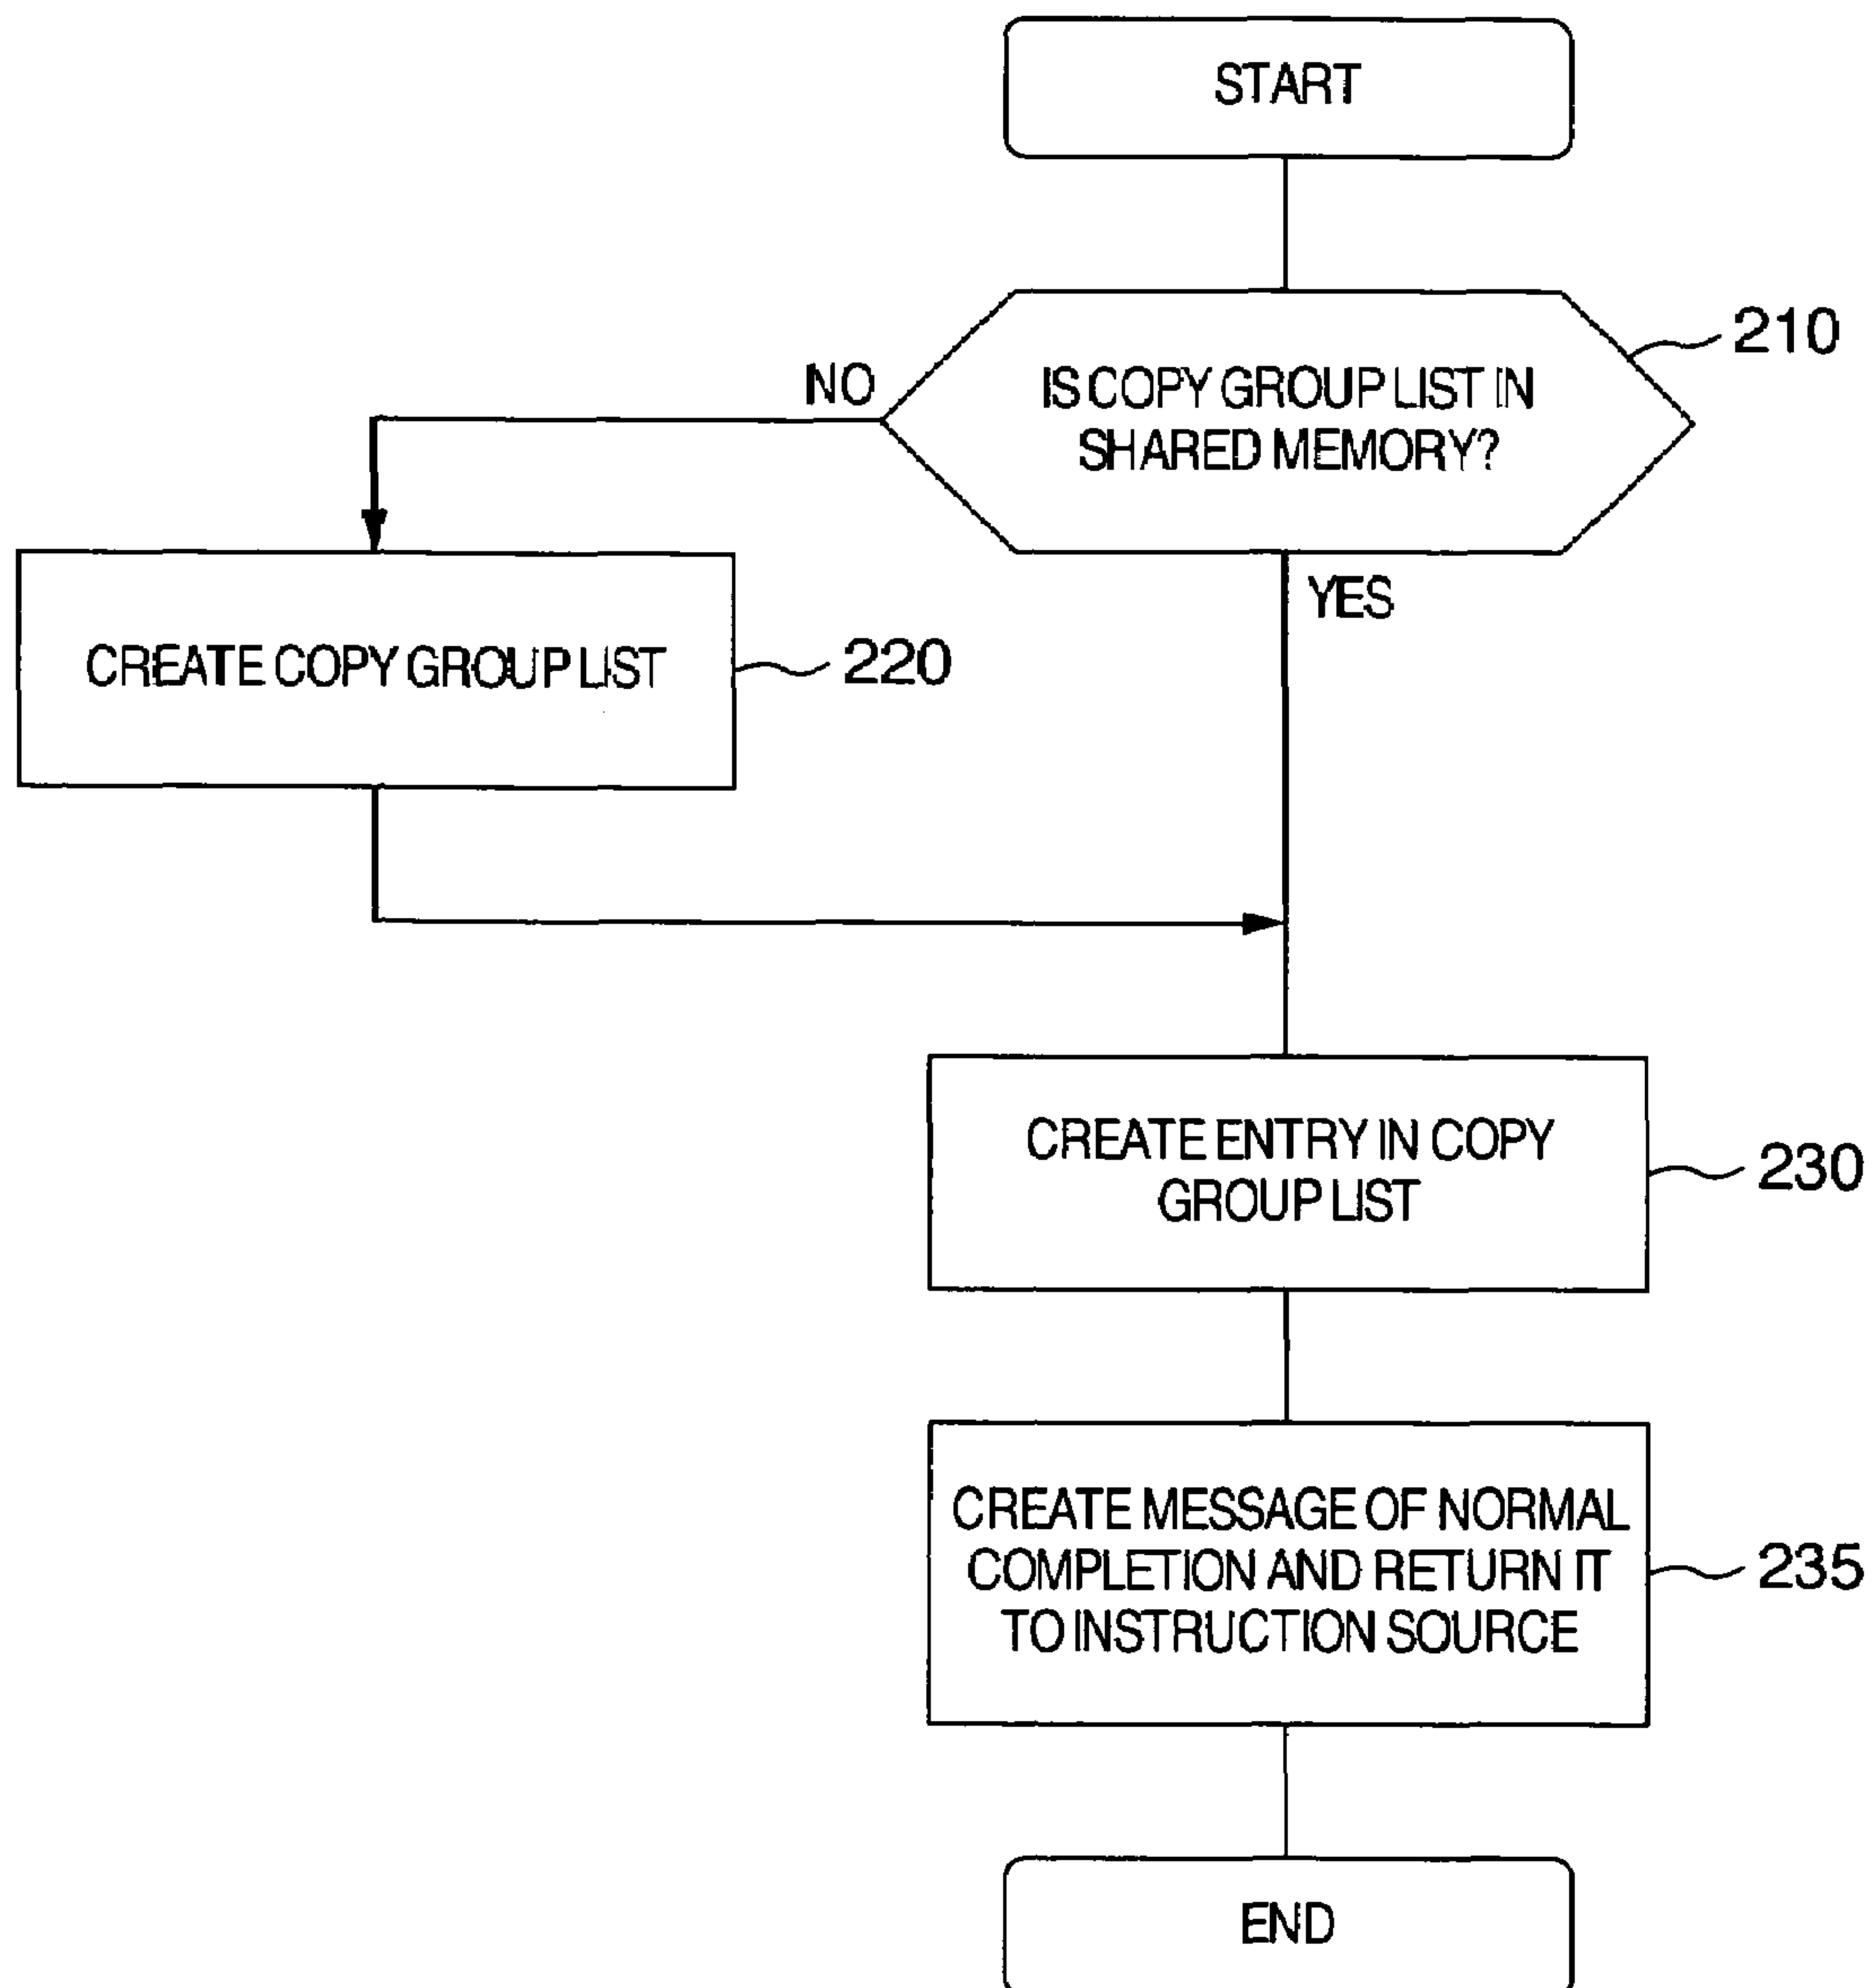 START
210
NO
IS COPY GROUP LIST IN
SHARED MEMORY?
YES
CREATE COPY GROUP LIST
220
CREATE ENTRY IN COPY
GROUP LIST
230
CREATE MESSAGE OF NORMAL
COMPLETION AND RETURN IT
TO INSTRUCTION SOURCE
235
END